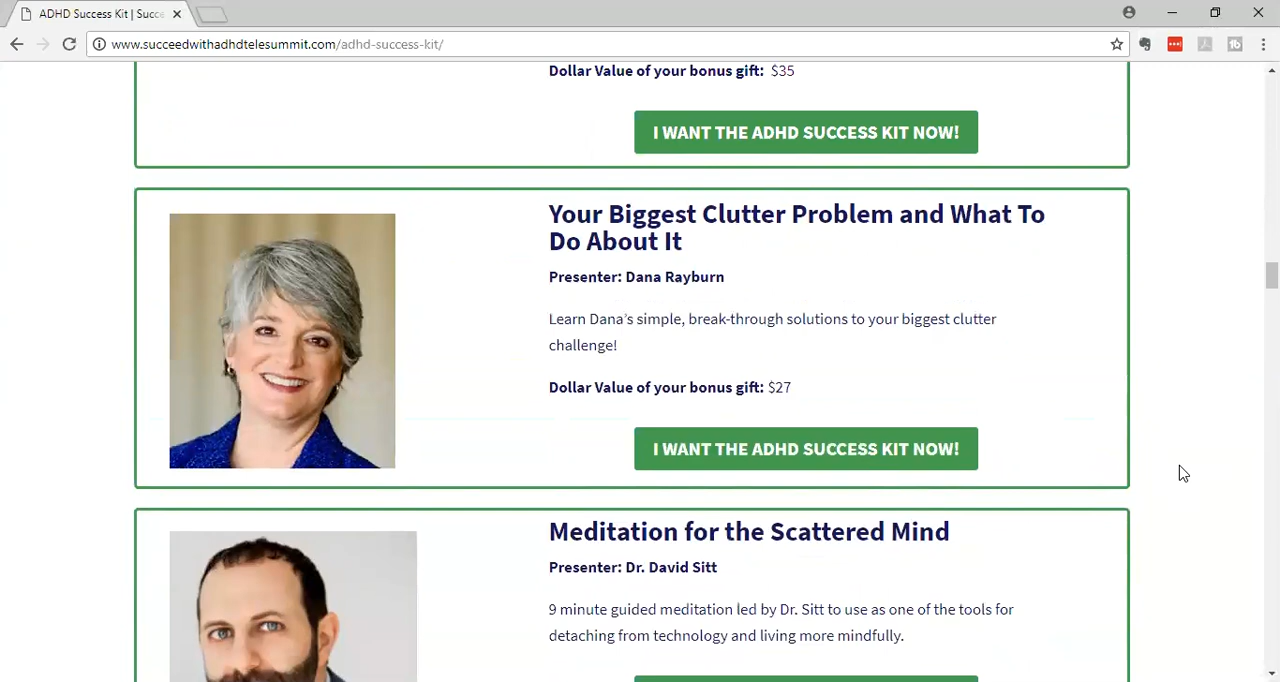 ADHD Success Kit | Succe
www.succeedwithadhdtelesummit.com/adhd-success-kit/
Dollar Value of your bonus gift: $35
I WANT THE ADHD SUCCESS KIT NOW!
Your Biggest Clutter Problem and What To
Do About It
Presenter: Dana Rayburn
Learn Dana's simple, break-through solutions to your biggest clutter
challenge!
Dollar Value of your bonus gift: $27
I WANT THE ADHD SUCCESS KIT NOW!
Meditation for the Scattered Mind
Presenter: Dr. David Sitt
9 minute guided meditation led by Dr. Sitt to use as one of the tools for
detaching from technology and living more mindfully.